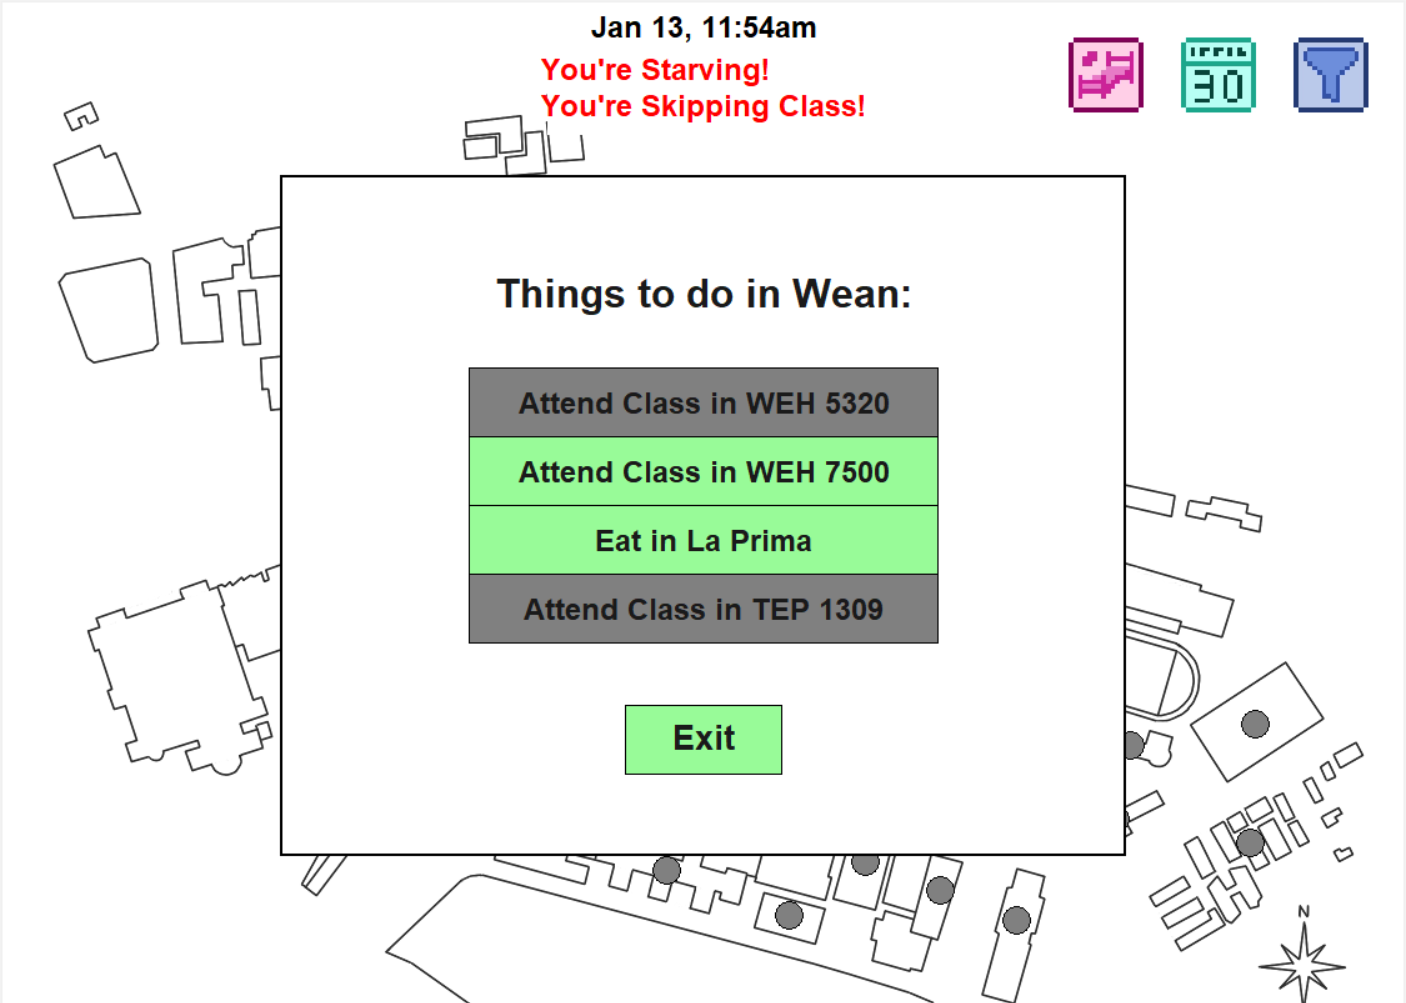 Jan 13, 11:54am
You're Starving!
You're Skipping Class!
30
Things to do in Wean:
Attend Class in WEH 5320
Attend Class in WEH 7500
Eat in La Prima
Attend Class in TEP 1309
Exit
N